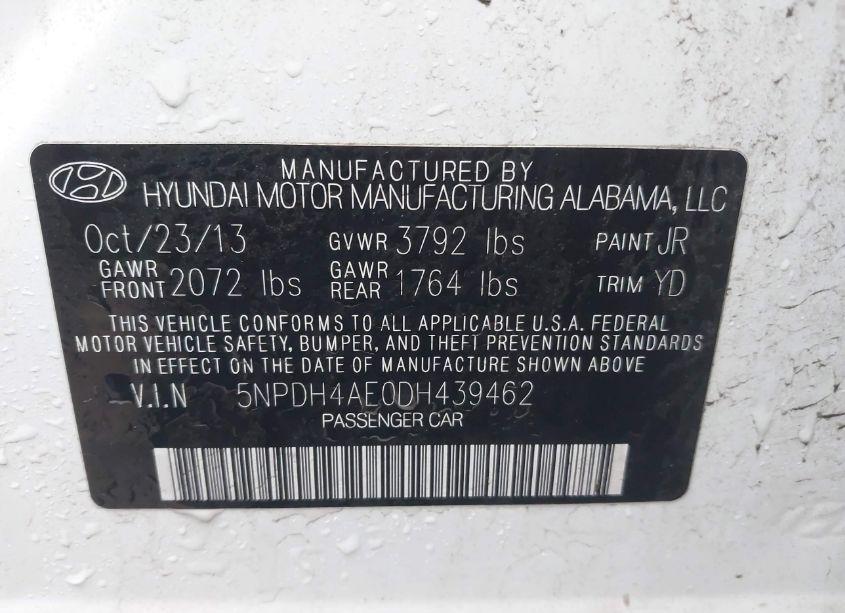 MANUFACTURED BY
HYUNDAI MOTOR MANUFACTURING ALABAMA, LLC
Oct/23/13 GVWR 3792 lbs PAINT JR
GAWR FRONT 2072 lbs GAWR REAR 1764 lbs TRIM YD
THIS VEHICLE CONFORMS TO ALL APPLICABLE U.S.A. FEDERAL
MOTOR VEHICLE SAFETY, BUMPER, AND THEFT PREVENTION STANDARDS
IN EFFECT ON THE DATE OF MANUFACTURE SHOWN ABOVE
V.I.N 5NPDH4AE0DH439462
PASSENGER CAR